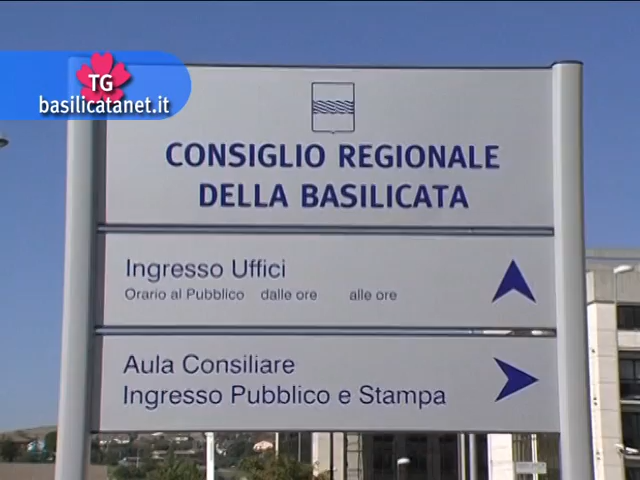 TG
basilicatanet.it
CONSIGLIO REGIONALE
DELLA BASILICATA
Ingresso Uffici
Orario al Pubblico dalle ore alle ore
Aula Consiliare
Ingresso Pubblico e Stampa